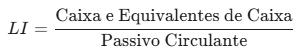 LI = Caixa e Equivalentes de Caixa
Passivo Circulante